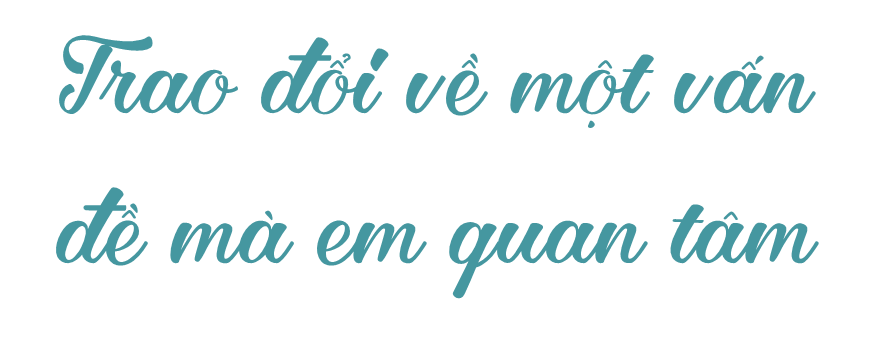 Trao đổi về một vấn
đề mà em quan tâm